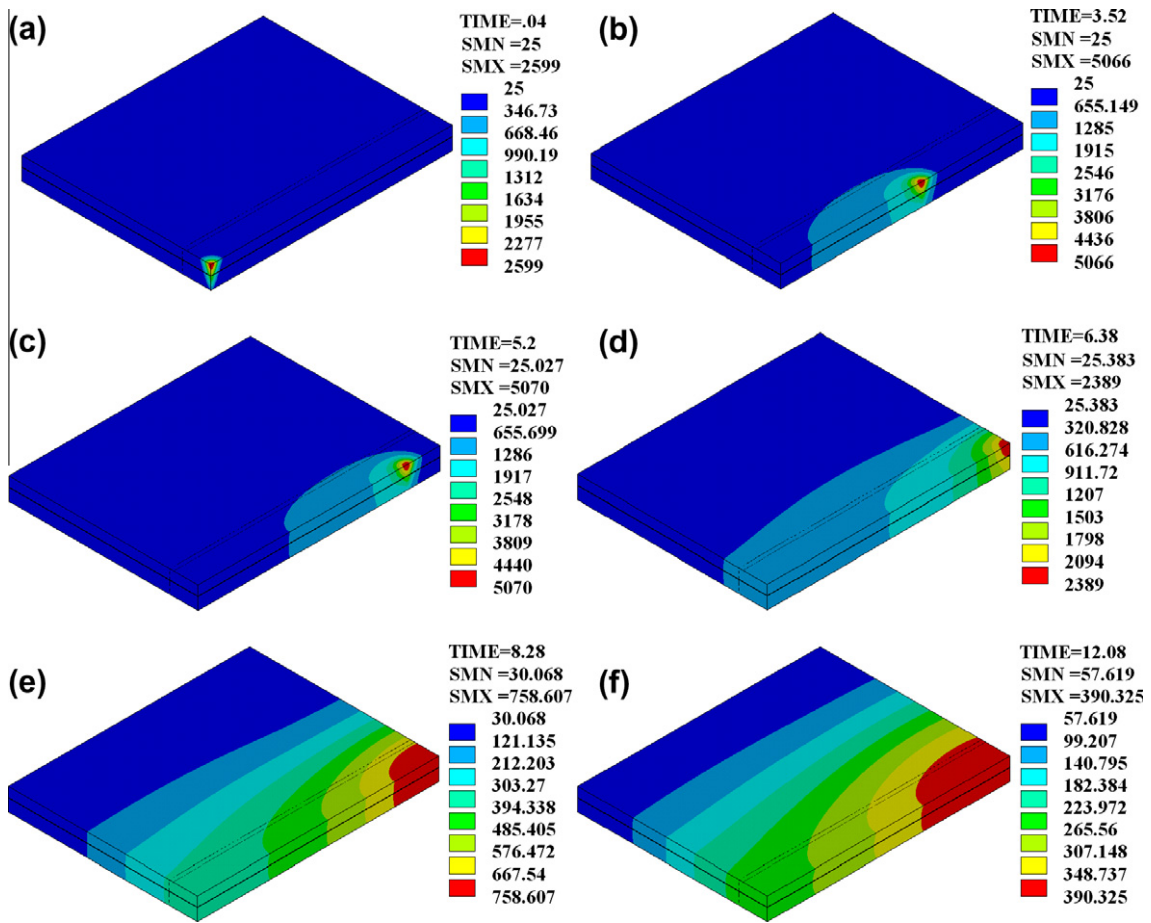 (a)
TIME=.04
SMN =25
SMX =2599
25
346.73
668.46
990.19
1312
1634
1955
2277
2599
(b)
TIME=3.52
SMN =25
SMX =5066
25
655.149
1285
1915
2546
3176
3806
4436
5066
(c)
TIME=5.2
SMN =25.027
SMX =5070
25.027
655.699
1286
1917
2548
3178
3809
4440
5070
(d)
TIME=6.38
SMN =25.383
SMX =2389
25.383
320.828
616.274
911.72
1207
1503
1798
2094
2389
(e)
TIME=8.28
SMN =30.068
SMX =758.607
30.068
121.135
212.203
303.27
394.338
485.405
576.472
667.54
758.607
(f)
TIME=12.08
SMN =57.619
SMX =390.325
57.619
99.207
140.795
182.384
223.972
265.56
307.148
348.737
390.325